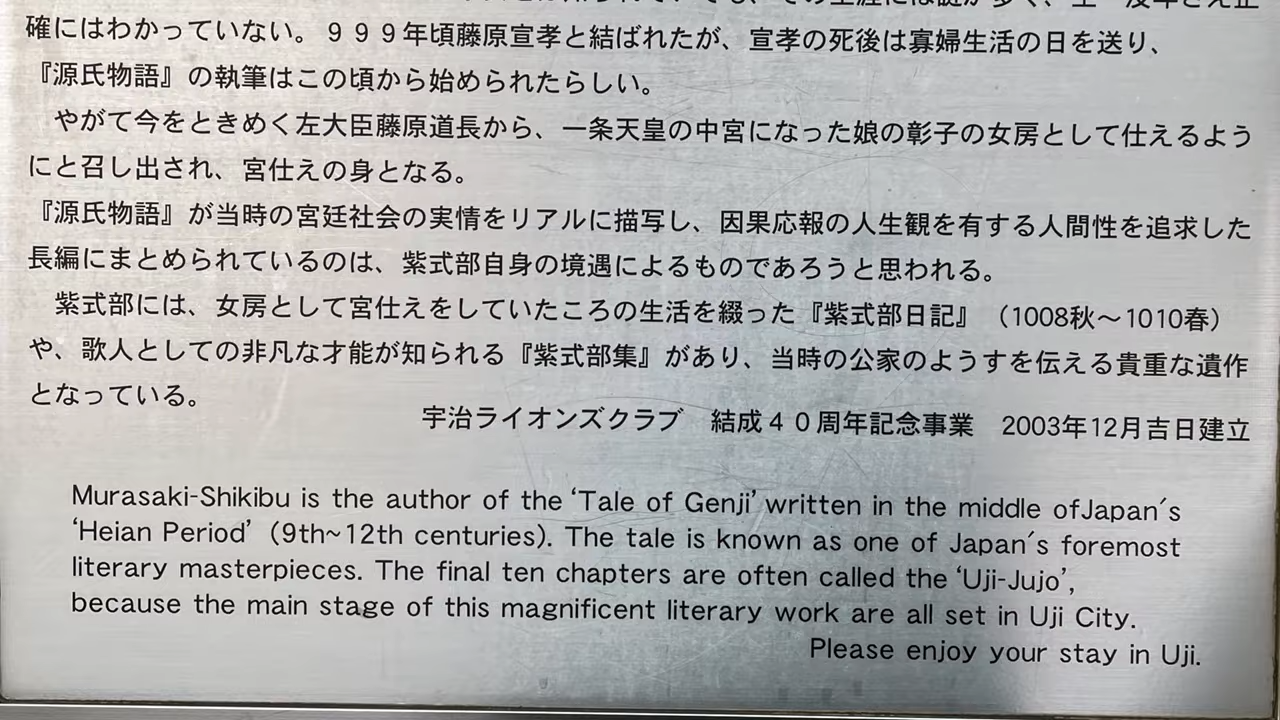 確にはわかっていない。９９９年頃藤原宣孝と結ばれたが、宣孝の死後は寡婦生活の日を送り、
『源氏物語』の執筆はこの頃から始められたらしい。
　やがて今をときめく左大臣藤原道長から、一条天皇の中宮になった娘の彰子の女房として仕えるよう
にと召し出され、宮仕えの身となる。
『源氏物語』が当時の宮廷社会の実情をリアルに描写し、因果応報の人生観を有する人間性を追求した
長編にまとめられているのは、紫式部自身の境遇によるものであろうと思われる。
　紫式部には、女房として宮仕えをしていたころの生活を綴った『紫式部日記』（1008秋～1010春）
や、歌人としての非凡な才能が知られる『紫式部集』があり、当時の公家のようすを伝える貴重な遺作
となっている。
宇治ライオンズクラブ　結成４０周年記念事業　2003年12月吉日建立
Murasaki-Shikibu is the author of the ‘Tale of Genji’ written in the middle ofJapan´s
‘Heian Period’ (9th~12th centuries). The tale is known as one of Japan´s foremost
literary masterpieces. The final ten chapters are often called the ‘Uji-Jujo’,
because the main stage of this magnificent literary work are all set in Uji City.
Please enjoy your stay in Uji.